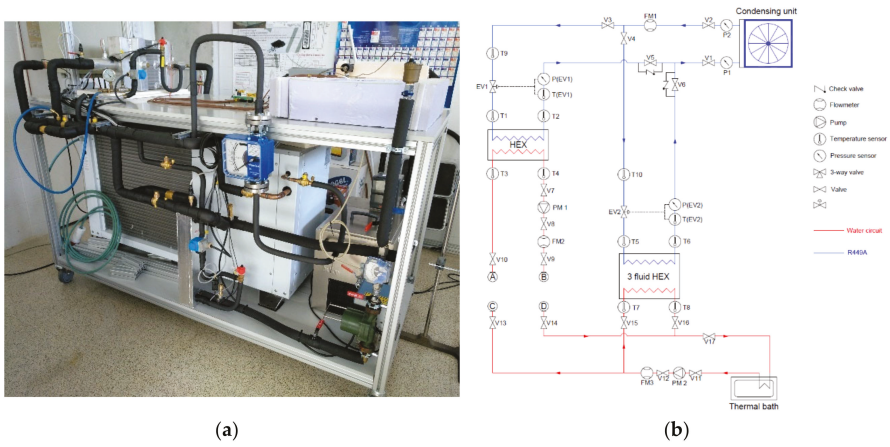 Condensing unit
V3
FM1
V2
P2
V4
T9
V5
V1
P1
P(EV1)
V6
EV1
T(EV1)
T1
T2
HEX
T3
T4
T10
V7
PM 1
EV2
P(EV2)
V8
T(EV2)
FM2
T5
T6
V10
V9
A
B
3 fluid HEX
C
D
T7
T8
V13
V14
V15
V16
V17
FM3
V12
PM 2
V11
Thermal bath
Check valve
Flowmeter
Pump
Temperature sensor
Pressure sensor
3-way valve
Valve
Water circuit
R449A
(a)
(b)